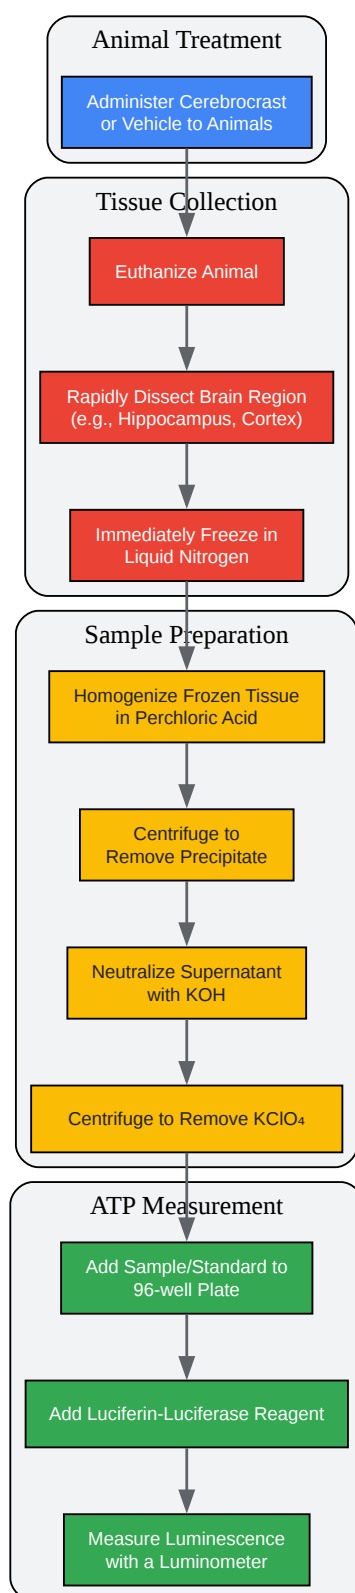 Animal Treatment
Administer Cerebrocrast
or Vehicle to Animals
Tissue Collection
Euthanize Animal
Rapidly Dissect Brain Region
(e.g., Hippocampus, Cortex)
Immediately Freeze in
Liquid Nitrogen
Sample Preparation
Homogenize Frozen Tissue
in Perchloric Acid
Centrifuge to
Remove Precipitate
Neutralize Supernatant
with KOH
Centrifuge to Remove KClO₄
ATP Measurement
Add Sample/Standard to
96-well Plate
Add Luciferin-Luciferase Reagent
Measure Luminescence
with a Luminometer